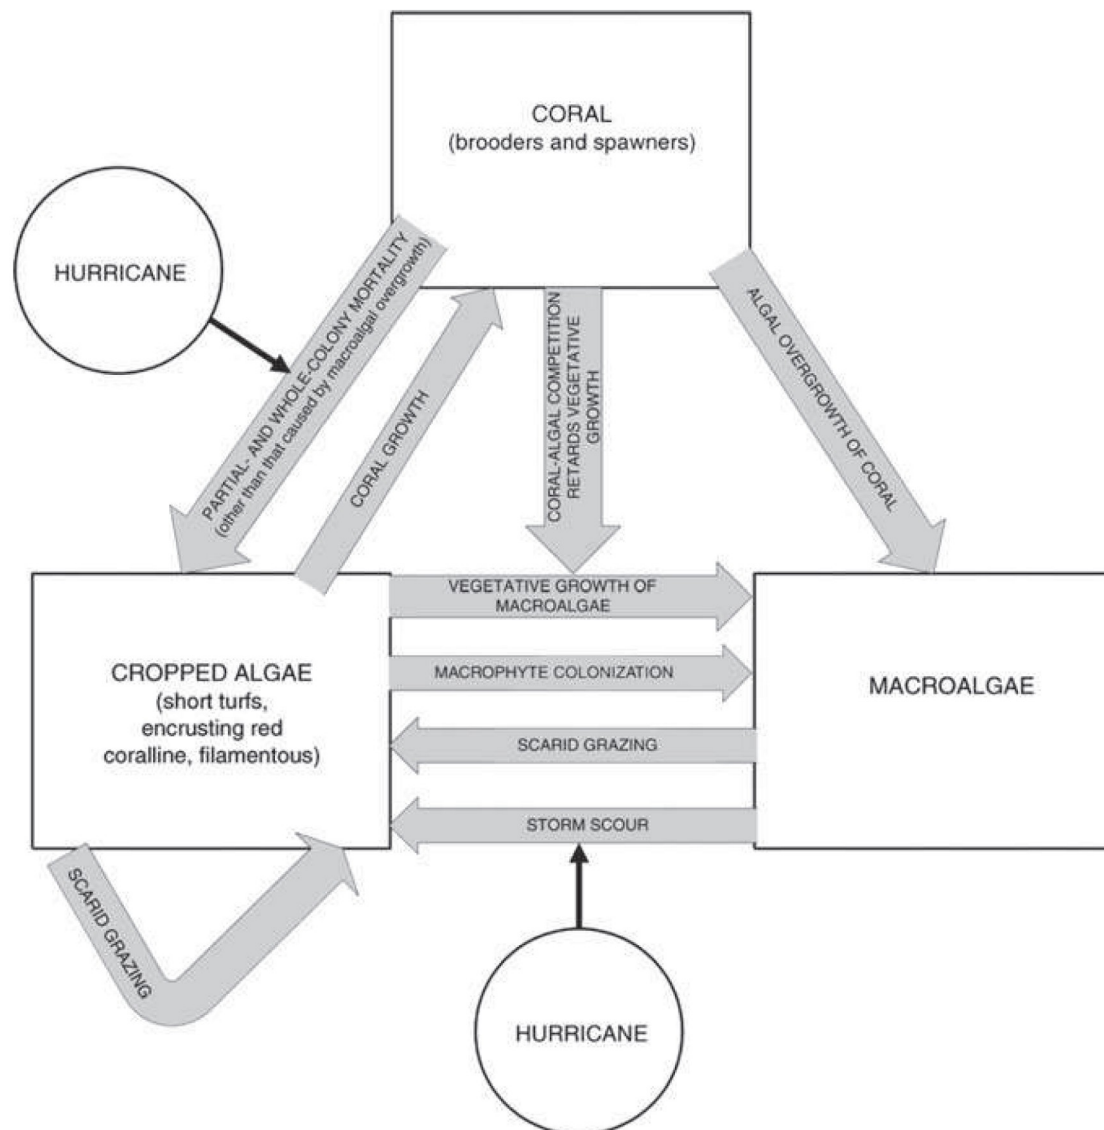 CORAL
(brooders and spawners)
HURRICANE
PARTIAL- AND WHOLE-COLONY MORTALITY
(other than that caused by macroalgal overgrowth)
CORAL GROWTH
CORAL-ALGAL COMPETITION
RETARDS VEGETATIVE
GROWTH
ALGAL OVERGROWTH OF CORAL
VEGETATIVE GROWTH OF
MACROALGAE
CROPPED ALGAE
(short turfs,
encrusting red
coralline, filamentous)
MACROPHYTE COLONIZATION
MACROALGAE
SCARID GRAZING
STORM SCOUR
SCARID GRAZING
HURRICANE